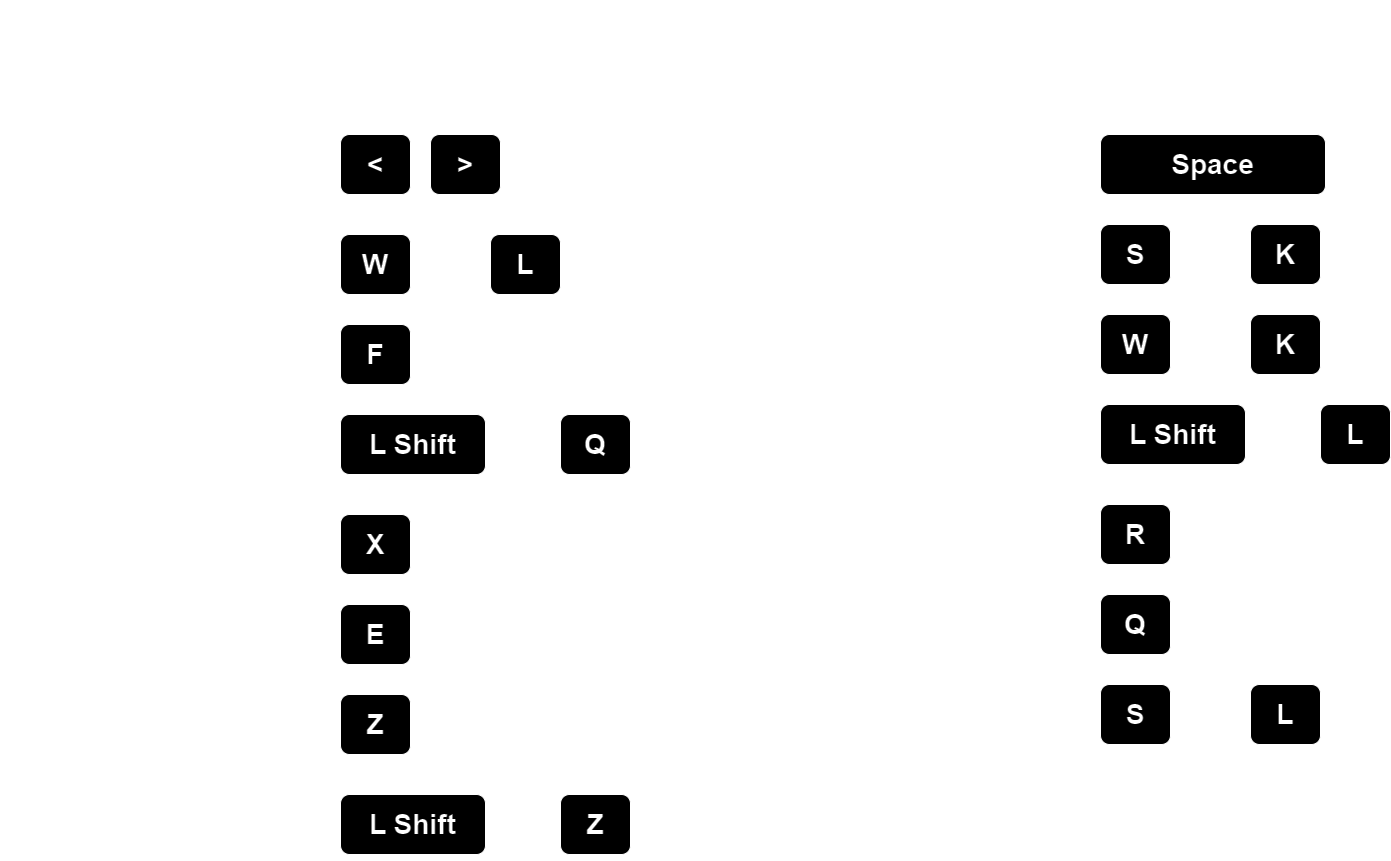 < >
W L
F
L Shift Q
X
E
Z
L Shift Z
Space
S K
W K
L Shift L
R
Q
S L